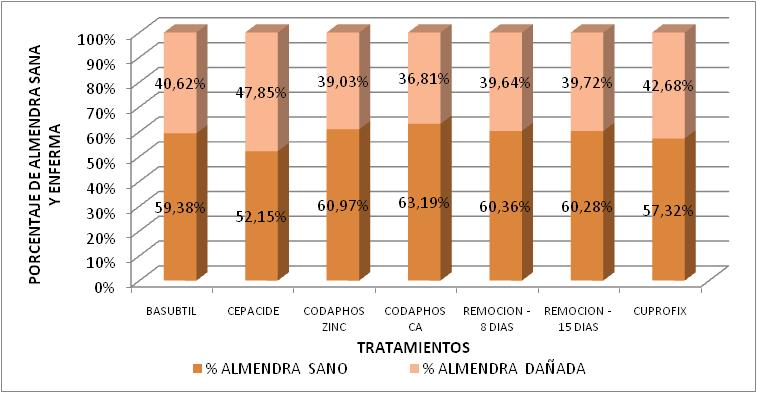 PORCENTAJE DE ALMENDRA SANA
Y ENFERMA
100%
90%
80%
70%
60%
50%
40%
30%
20%
10%
0%
40,62% 47,85% 39,03% 36,81% 39,64% 39,72% 42,68%
59,38% 52,15% 60,97% 63,19% 60,36% 60,28% 57,32%
BASUBTIL CEPACIDE CODAPHOS CODAPHOS REMOCION - REMOCION - CUPROFIX
ZINC CA 8 DIAS 15 DIAS
TRATAMIENTOS
% ALMENDRA SANO % ALMENDRA DAÑADA